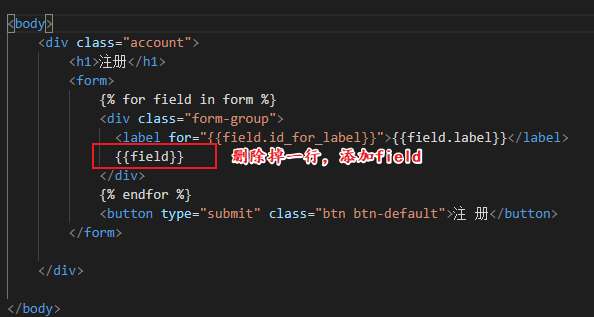 <body>
<div class="account">
<h1>注册</h1>
<form>
{% for field in form %}
<div class="form-group">
<label for="{{field.id_for_label}}">{{field.label}}</label>
{{field}} 删除掉一行，添加field
</div>
{% endfor %}
<button type="submit" class="btn btn-default">注 册</button>
</form>
</div>
</body>